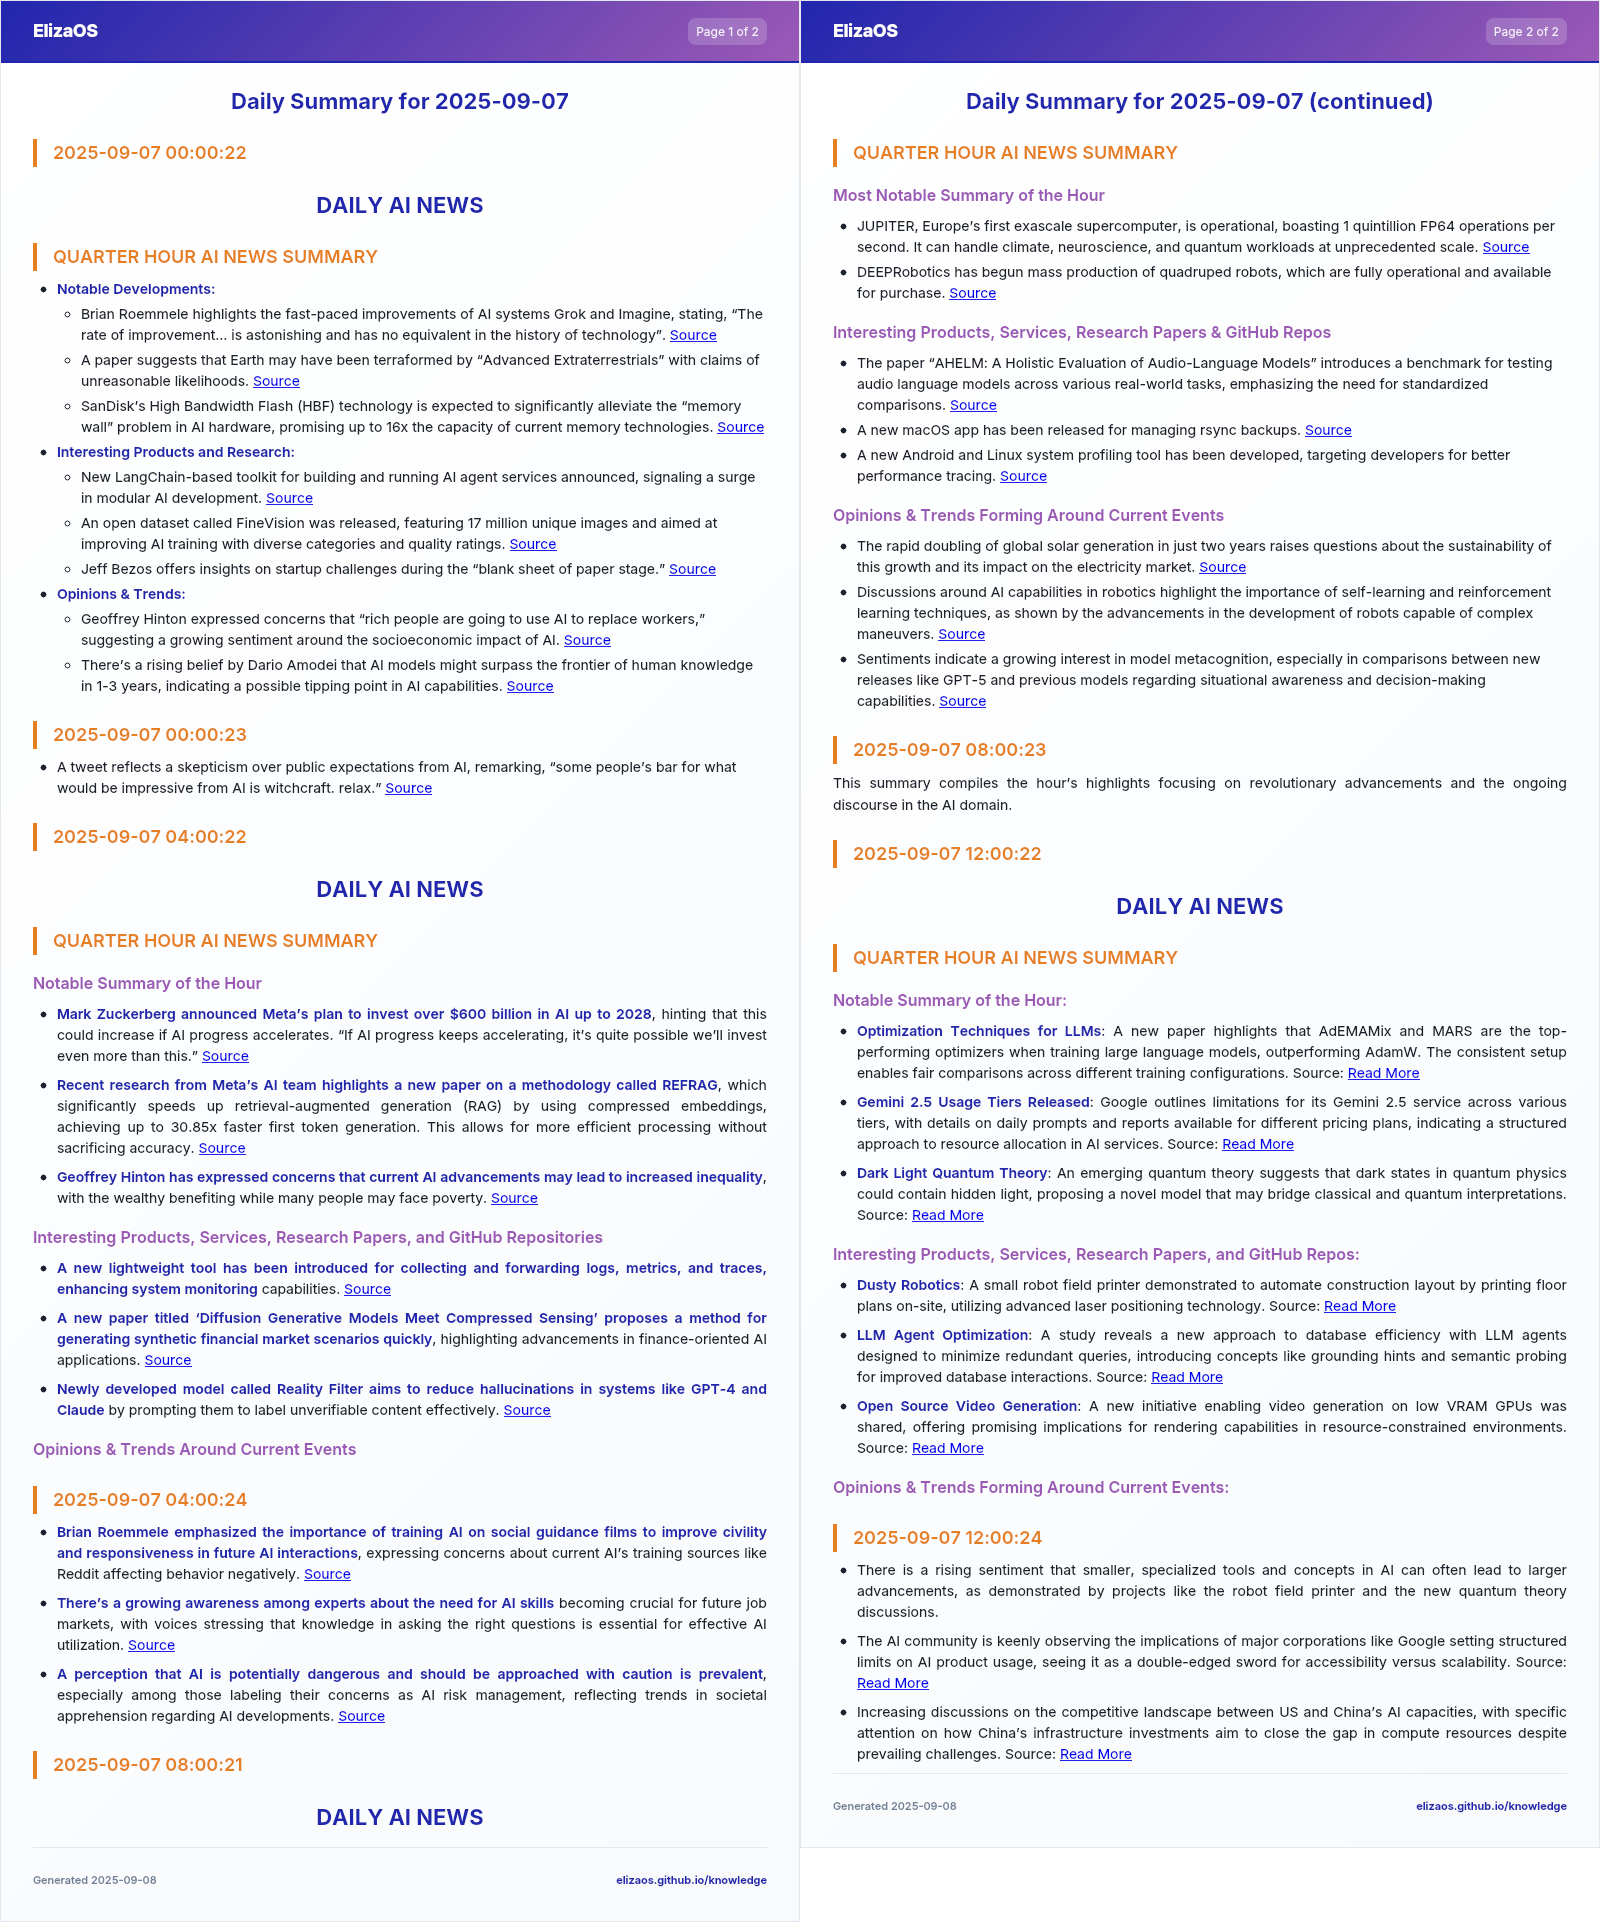 ElizaOS
Page 1 of 2
Daily Summary for 2025-09-07
2025-09-07 00:00:22
DAILY AI NEWS
QUARTER HOUR AI NEWS SUMMARY
• Notable Developments:
◦ Brian Roemmele highlights the fast-paced improvements of AI systems Grok and Imagine, stating, “The
rate of improvement… is astonishing and has no equivalent in the history of technology”. Source
◦ A paper suggests that Earth may have been terraformed by “Advanced Extraterrestrials” with claims of
unreasonable likelihoods. Source
◦ SanDisk’s High Bandwidth Flash (HBF) technology is expected to significantly alleviate the “memory
wall” problem in AI hardware, promising up to 16x the capacity of current memory technologies. Source
• Interesting Products and Research:
◦ New LangChain-based toolkit for building and running AI agent services announced, signaling a surge
in modular AI development. Source
◦ An open dataset called FineVision was released, featuring 17 million unique images and aimed at
improving AI training with diverse categories and quality ratings. Source
◦ Jeff Bezos offers insights on startup challenges during the “blank sheet of paper stage.” Source
• Opinions & Trends:
◦ Geoffrey Hinton expressed concerns that “rich people are going to use AI to replace workers,”
suggesting a growing sentiment around the socioeconomic impact of AI. Source
◦ There’s a rising belief by Dario Amodei that AI models might surpass the frontier of human knowledge
in 1-3 years, indicating a possible tipping point in AI capabilities. Source
2025-09-07 00:00:23
• A tweet reflects a skepticism over public expectations from AI, remarking, “some people’s bar for what
would be impressive from AI is witchcraft. relax.” Source
2025-09-07 04:00:22
DAILY AI NEWS
QUARTER HOUR AI NEWS SUMMARY
Notable Summary of the Hour
• Mark Zuckerberg announced Meta’s plan to invest over $600 billion in AI up to 2028, hinting that this
could increase if AI progress accelerates. “If AI progress keeps accelerating, it’s quite possible we’ll invest
even more than this.” Source
• Recent research from Meta’s AI team highlights a new paper on a methodology called REFRAG, which
significantly speeds up retrieval-augmented generation (RAG) by using compressed embeddings,
achieving up to 30.85x faster first token generation. This allows for more efficient processing without
sacrificing accuracy. Source
• Geoffrey Hinton has expressed concerns that current AI advancements may lead to increased inequality,
with the wealthy benefiting while many people may face poverty. Source
Interesting Products, Services, Research Papers, and GitHub Repositories
• A new lightweight tool has been introduced for collecting and forwarding logs, metrics, and traces,
enhancing system monitoring capabilities. Source
• A new paper titled ‘Diffusion Generative Models Meet Compressed Sensing’ proposes a method for
generating synthetic financial market scenarios quickly, highlighting advancements in finance-oriented AI
applications. Source
• Newly developed model called Reality Filter aims to reduce hallucinations in systems like GPT-4 and
Claude by prompting them to label unverifiable content effectively. Source
Opinions & Trends Around Current Events
2025-09-07 04:00:24
• Brian Roemmele emphasized the importance of training AI on social guidance films to improve civility
and responsiveness in future AI interactions, expressing concerns about current AI’s training sources like
Reddit affecting behavior negatively. Source
• There’s a growing awareness among experts about the need for AI skills becoming crucial for future job
markets, with voices stressing that knowledge in asking the right questions is essential for effective AI
utilization. Source
• A perception that AI is potentially dangerous and should be approached with caution is prevalent,
especially among those labeling their concerns as AI risk management, reflecting trends in societal
apprehension regarding AI developments. Source
2025-09-07 08:00:21
DAILY AI NEWS
Generated 2025-09-08
elizaos.github.io/knowledge
ElizaOS
Page 2 of 2
Daily Summary for 2025-09-07 (continued)
QUARTER HOUR AI NEWS SUMMARY
Most Notable Summary of the Hour
• JUPITER, Europe’s first exascale supercomputer, is operational, boasting 1 quintillion FP64 operations per
second. It can handle climate, neuroscience, and quantum workloads at unprecedented scale. Source
• DEEPRobotics has begun mass production of quadruped robots, which are fully operational and available
for purchase. Source
Interesting Products, Services, Research Papers & GitHub Repos
• The paper “AHELM: A Holistic Evaluation of Audio-Language Models” introduces a benchmark for testing
audio language models across various real-world tasks, emphasizing the need for standardized
comparisons. Source
• A new macOS app has been released for managing rsync backups. Source
• A new Android and Linux system profiling tool has been developed, targeting developers for better
performance tracing. Source
Opinions & Trends Forming Around Current Events
• The rapid doubling of global solar generation in just two years raises questions about the sustainability of
this growth and its impact on the electricity market. Source
• Discussions around AI capabilities in robotics highlight the importance of self-learning and reinforcement
learning techniques, as shown by the advancements in the development of robots capable of complex
maneuvers. Source
• Sentiments indicate a growing interest in model metacognition, especially in comparisons between new
releases like GPT-5 and previous models regarding situational awareness and decision-making
capabilities. Source
2025-09-07 08:00:23
This summary compiles the hour’s highlights focusing on revolutionary advancements and the ongoing
discourse in the AI domain.
2025-09-07 12:00:22
DAILY AI NEWS
QUARTER HOUR AI NEWS SUMMARY
Notable Summary of the Hour:
• Optimization Techniques for LLMs: A new paper highlights that AdEMAMix and MARS are the top-
performing optimizers when training large language models, outperforming AdamW. The consistent setup
enables fair comparisons across different training configurations. Source: Read More
• Gemini 2.5 Usage Tiers Released: Google outlines limitations for its Gemini 2.5 service across various
tiers, with details on daily prompts and reports available for different pricing plans, indicating a structured
approach to resource allocation in AI services. Source: Read More
• Dark Light Quantum Theory: An emerging quantum theory suggests that dark states in quantum physics
could contain hidden light, proposing a novel model that may bridge classical and quantum interpretations.
Source: Read More
Interesting Products, Services, Research Papers, and GitHub Repos:
• Dusty Robotics: A small robot field printer demonstrated to automate construction layout by printing floor
plans on-site, utilizing advanced laser positioning technology. Source: Read More
• LLM Agent Optimization: A study reveals a new approach to database efficiency with LLM agents
designed to minimize redundant queries, introducing concepts like grounding hints and semantic probing
for improved database interactions. Source: Read More
• Open Source Video Generation: A new initiative enabling video generation on low VRAM GPUs was
shared, offering promising implications for rendering capabilities in resource-constrained environments.
Source: Read More
Opinions & Trends Forming Around Current Events:
2025-09-07 12:00:24
• There is a rising sentiment that smaller, specialized tools and concepts in AI can often lead to larger
advancements, as demonstrated by projects like the robot field printer and the new quantum theory
discussions.
• The AI community is keenly observing the implications of major corporations like Google setting structured
limits on AI product usage, seeing it as a double-edged sword for accessibility versus scalability. Source:
Read More
• Increasing discussions on the competitive landscape between US and China’s AI capacities, with specific
attention on how China’s infrastructure investments aim to close the gap in compute resources despite
prevailing challenges. Source: Read More
Generated 2025-09-08
elizaos.github.io/knowledge